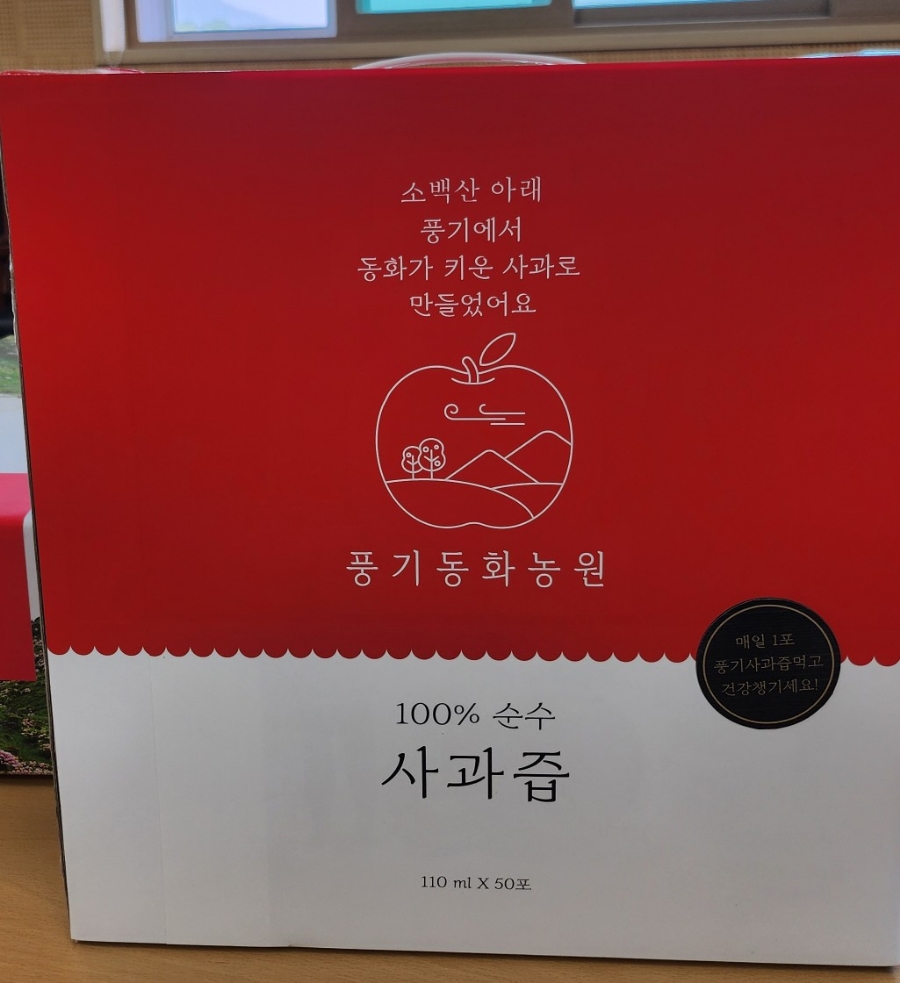 소백산 아래
풍기에서
동화가 키운 사과로
만들었어요
풍기동화농원
매일 1포
풍기사과즙먹고
건강챙기세요!
100% 순수
사과즙
110 ml X 50포